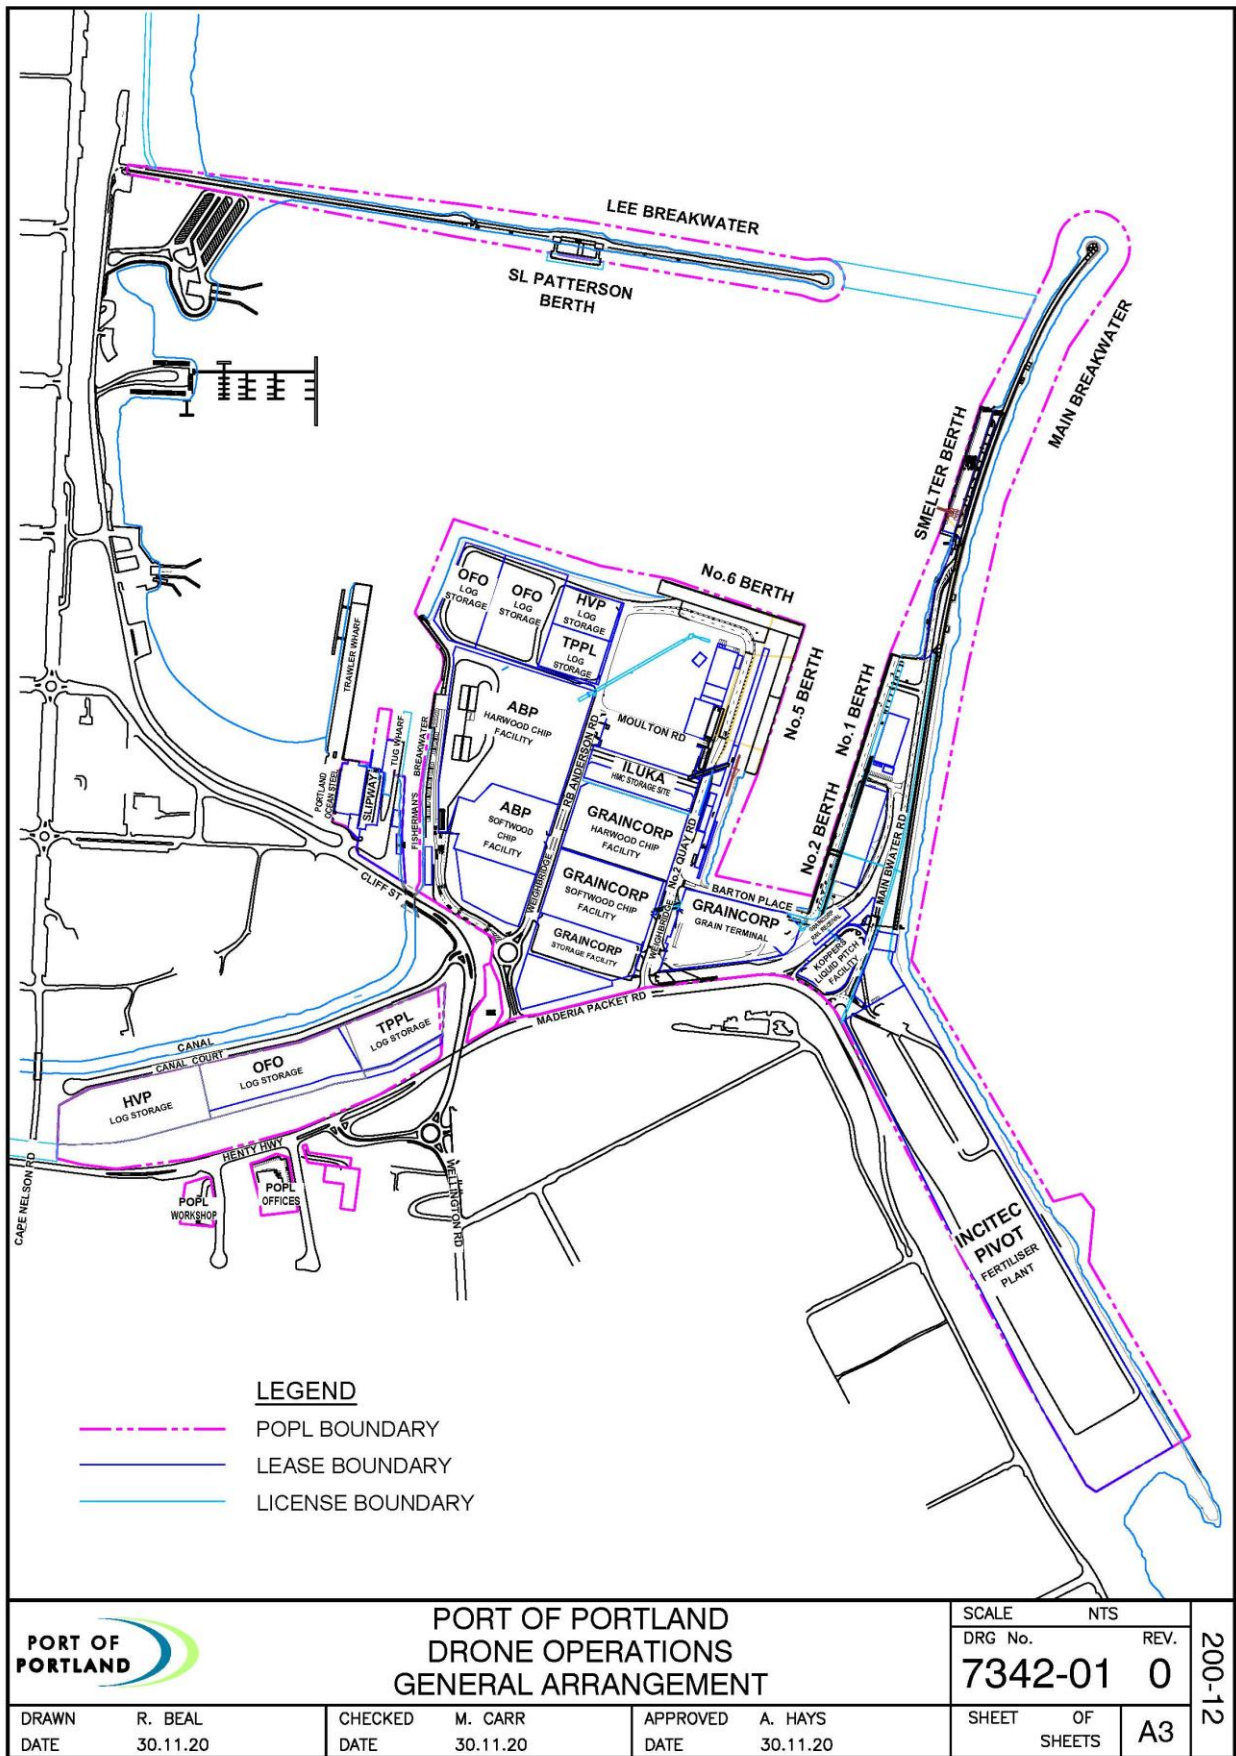 LEE BREAKWATER
SL PATTERSON
BERTH
MAIN BREAKWATER
SMELTER BERTH
No.6 BERTH
No.5 BERTH
No.1 BERTH
No.2 BERTH
OFO
LOG
STORAGE
OFO
LOG
STORAGE
HVP
LOG
STORAGE
TPPL
LOG
STORAGE
TRAWLER WHARF
TUG WHARF
FISHERMAN'S BREAKWATER
PORTLAND
OCEAN STEEL
SLIPWAY
ABP
HARWOOD CHIP
FACILITY
MOULTON RD
RB ANDERSON RD
ILUKA
HMC STORAGE SITE
ABP
SOFTWOOD
CHIP
FACILITY
GRAINCORP
HARWOOD CHIP
FACILITY
GRAINCORP
SOFTWOOD CHIP
FACILITY
GRAINCORP
STORAGE FACILITY
WEIGHBRIDGE
WEIGHBRIDGE
No.2 QUAY RD
BARTON PLACE
GRAINCORP
GRAIN TERMINAL
GRAINCORP
RAIL RECEIVAL
MAIN BWATER RD
KOPPERS
LIQUID PITCH
FACILITY
CLIFF ST
MADERIA PACKET RD
CANAL
CANAL COURT
TPPL
LOG STORAGE
OFO
LOG STORAGE
HVP
LOG STORAGE
HENTY HWY
CAPE NELSON RD
POPL
WORKSHOP
POPL
OFFICES
WELLINGTON RD
INCITEC
PIVOT
FERTILISER
PLANT
LEGEND
POPL BOUNDARY
LEASE BOUNDARY
LICENSE BOUNDARY
PORT OF
PORTLAND
PORT OF PORTLAND
DRONE OPERATIONS
GENERAL ARRANGEMENT
SCALE NTS
DRG No. REV.
7342-01 0
200-12
DRAWN R. BEAL
DATE 30.11.20
CHECKED M. CARR
DATE 30.11.20
APPROVED A. HAYS
DATE 30.11.20
SHEET OF
SHEETS
A3